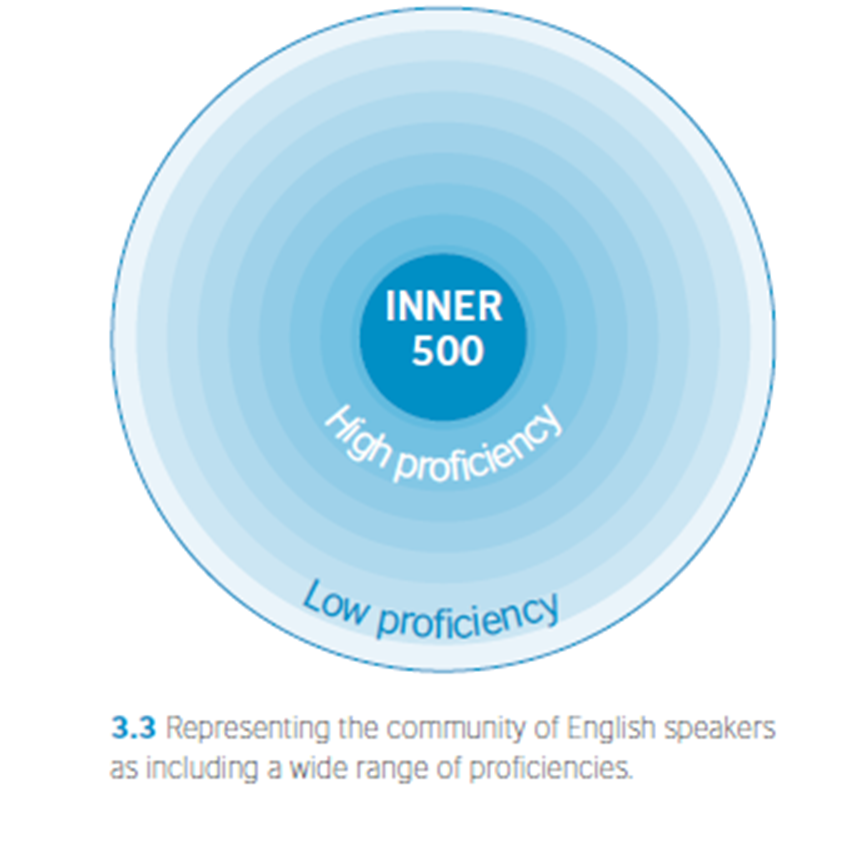 INNER
500
High proficiency
Low proficiency
3.3 Representing the community of English speakers
as including a wide range of proficiencies.